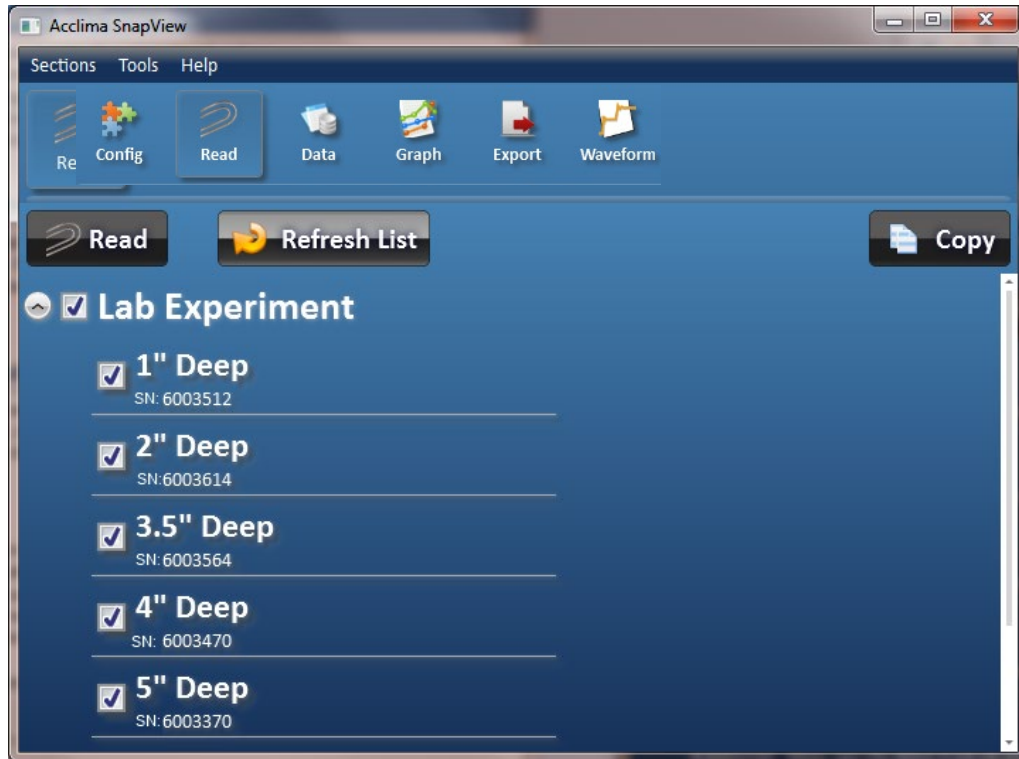 Acclima SnapView
Sections Tools Help
Re Config Read Data Graph Export Waveform
Read Refresh List Copy
Lab Experiment
1" Deep
SN: 6003512
2" Deep
SN:6003614
3.5" Deep
SN:6003564
4" Deep
SN: 6003470
5" Deep
SN:6003370